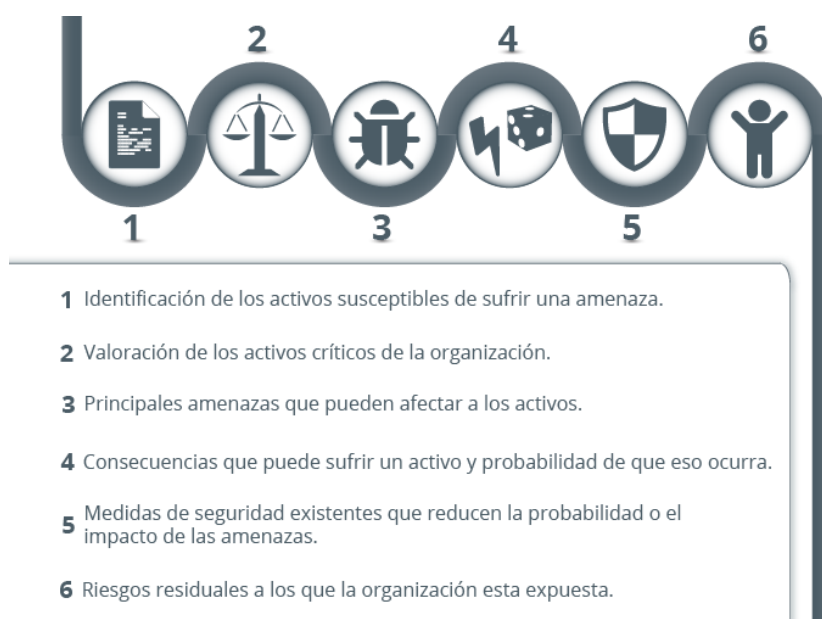 2
4
6
1
3
5
1 Identificación de los activos susceptibles de sufrir una amenaza.
2 Valoración de los activos críticos de la organización.
3 Principales amenazas que pueden afectar a los activos.
4 Consecuencias que puede sufrir un activo y probabilidad de que eso ocurra.
5 Medidas de seguridad existentes que reducen la probabilidad o el
impacto de las amenazas.
6 Riesgos residuales a los que la organización esta expuesta.